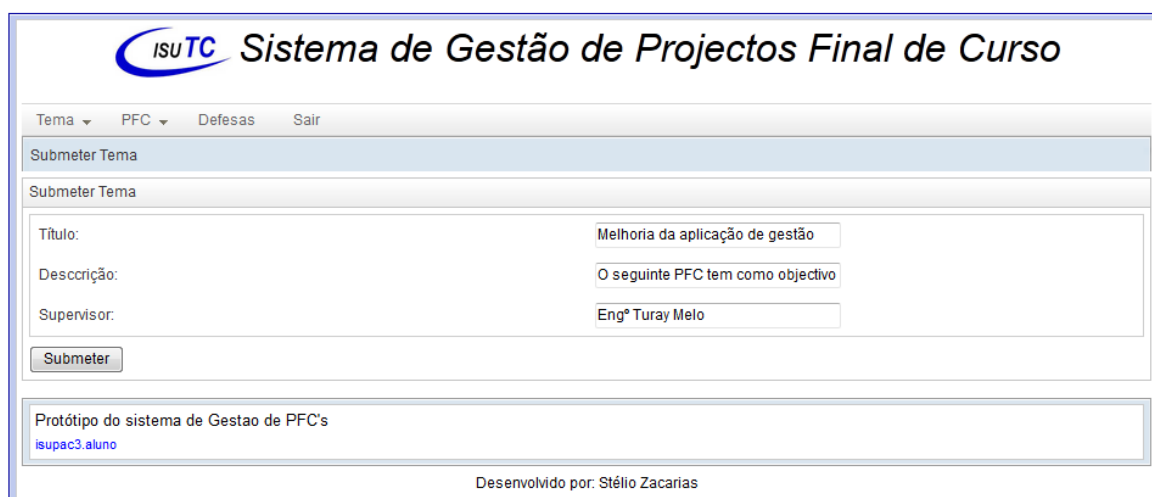 ISUTC Sistema de Gestão de Projectos Final de Curso
Tema PFC Defesas Sair
Submeter Tema
Submeter Tema
Título: Melhoria da aplicação de gestão
Desccrição: O seguinte PFC tem como objectivo
Supervisor: Engº Turay Melo
Submeter
Protótipo do sistema de Gestao de PFC's
isupac3.aluno
Desenvolvido por: Stélio Zacarias